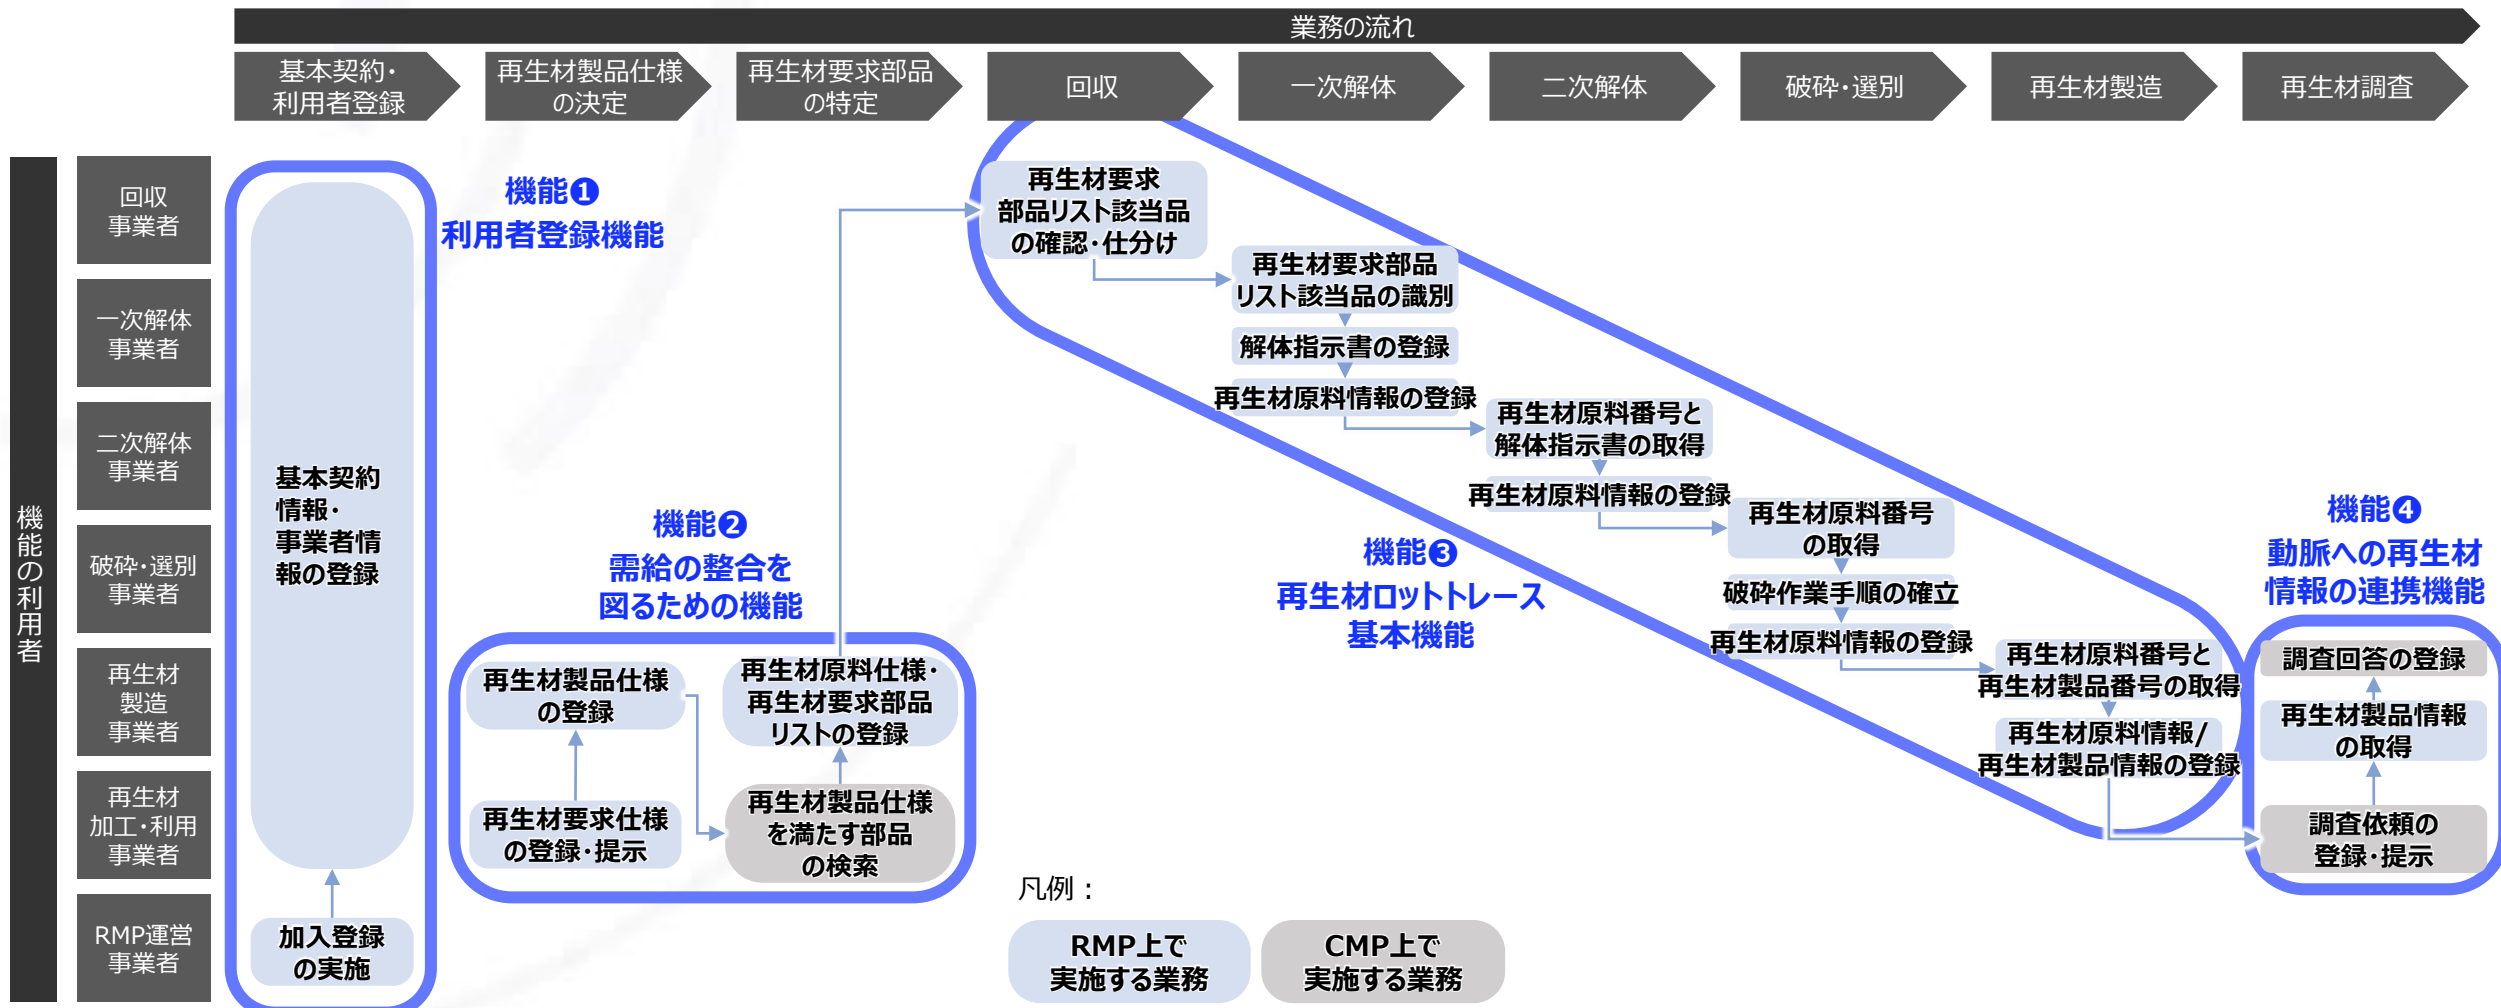 業務の流れ
基本契約・
利用者登録
再生材製品仕様
の決定
再生材要求部品
の特定
回収
一次解体
二次解体
破砕・選別
再生材製造
再生材調査
機能の利用者
回収
事業者
一次解体
事業者
二次解体
事業者
破砕・選別
事業者
再生材
製造
事業者
再生材
加工・利用
事業者
RMP運営
事業者
機能❶
利用者登録機能
基本契約
情報・
事業者情
報の登録
加入登録
の実施
機能❷
需給の整合を
図るための機能
再生材製品仕様
の登録
再生材要求仕様
の登録・提示
再生材原料仕様・
再生材要求部品
リストの登録
再生材製品仕様
を満たす部品
の検索
再生材要求
部品リスト該当品
の確認・仕分け
再生材要求部品
リスト該当品の識別
解体指示書の登録
再生材原料情報の登録
再生材原料番号と
解体指示書の取得
再生材原料情報の登録
機能❸
再生材ロットトレース
基本機能
再生材原料番号
の取得
破砕作業手順の確立
再生材原料情報の登録
再生材原料番号と
再生材製品番号の取得
再生材原料情報/
再生材製品情報の登録
機能❹
動脈への再生材
情報の連携機能
調査回答の登録
再生材製品情報
の取得
調査依頼の
登録・提示
凡例：
RMP上で
実施する業務
CMP上で
実施する業務